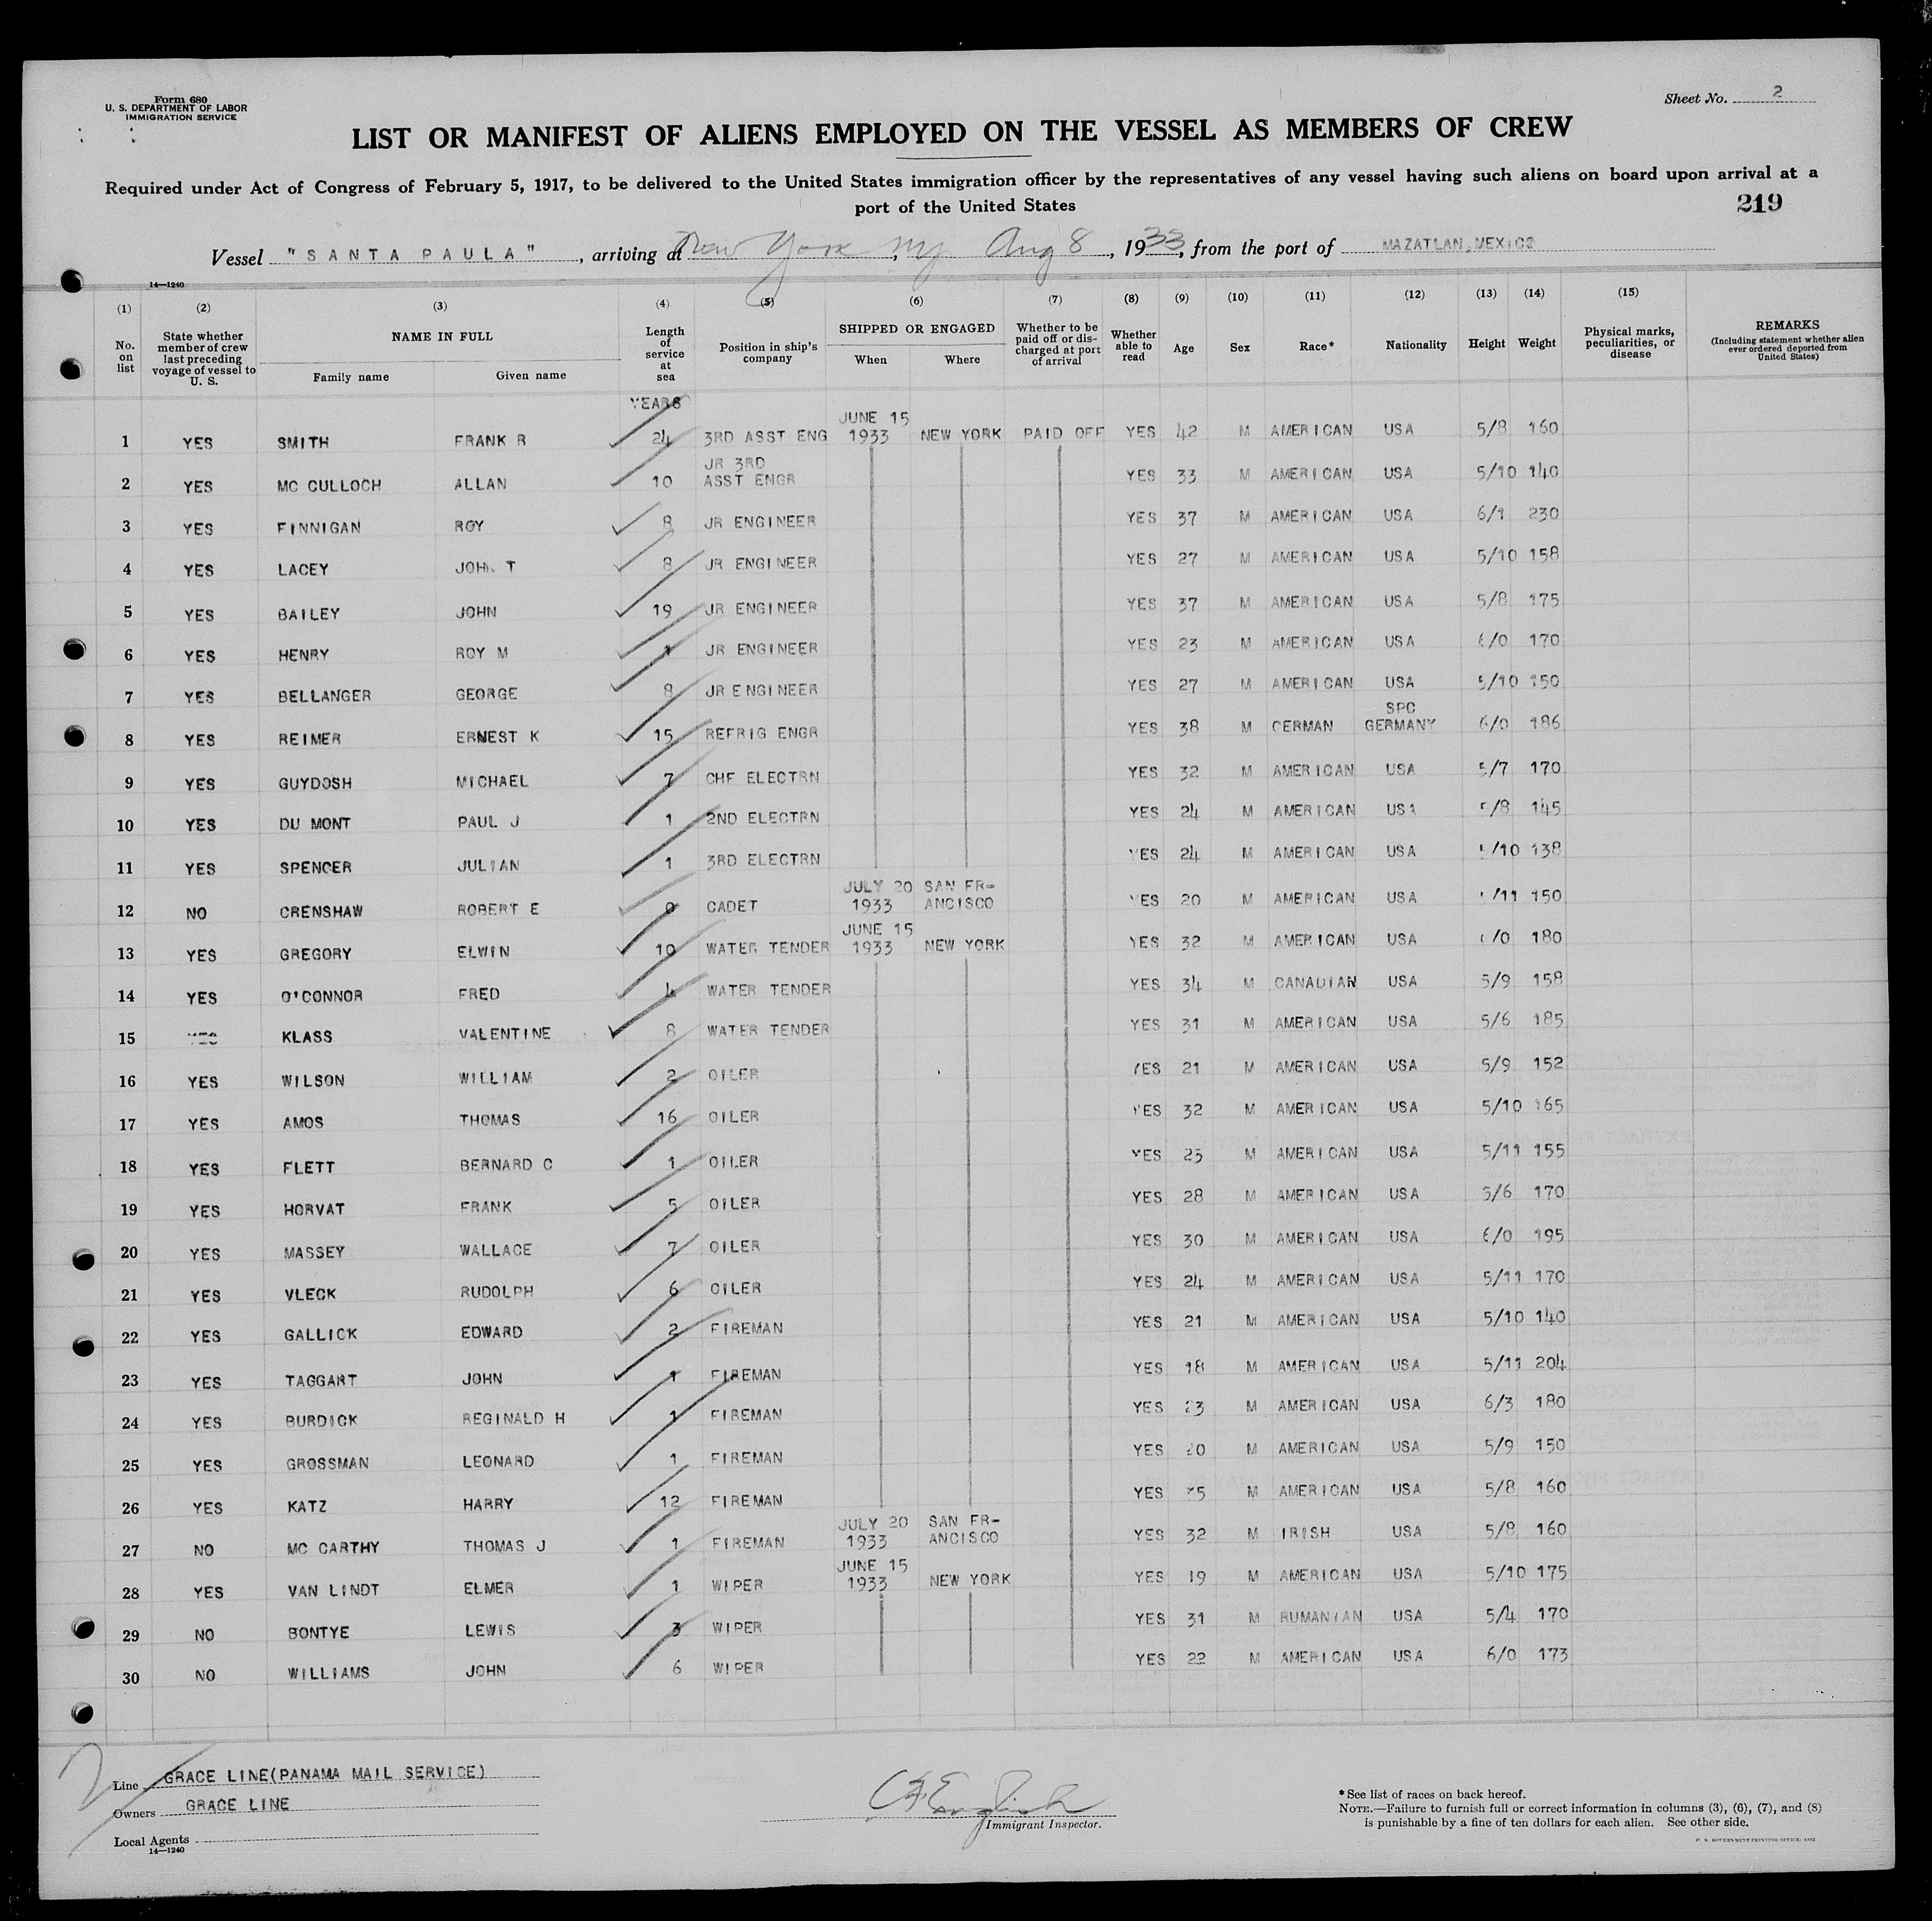 Form 680
U. S. DEPARTMENT OF LABOR
IMMIGRATION SERVICE
Sheet No. 2
LIST OR MANIFEST OF ALIENS EMPLOYED ON THE VESSEL AS MEMBERS OF CREW
Required under Act of Congress of February 5, 1917, to be delivered to the United States immigration officer by the representatives of any vessel having such aliens on board upon arrival at a
port of the United States
219
Vessel "SANTA PAULA", arriving at New York, NY Aug 8, 1933, from the port of MAZATLAN, MEXICO
14—1240
(1) (2) (3) (4) (5) (6) (7) (8) (9) (10) (11) (12) (13) (14) (15)
No. on list State whether member of crew last preceding voyage of vessel to U. S. NAME IN FULL Family name Given name Length of service at sea Position in ship's company SHIPPED OR ENGAGED When Where Whether to be paid off or discharged at port of arrival Whether able to read Age Sex Race* Nationality Height Weight Physical marks, peculiarities, or disease REMARKS (Including statement whether alien ever ordered deported from United States)
YEARS
1 YES SMITH FRANK R 24 3RD ASST ENG JUNE 15 1933 NEW YORK PAID OFF YES 42 M AMERICAN USA 5/8 160
2 YES MC CULLOCH ALLAN 10 JR 3RD ASST ENGR YES 33 M AMERICAN USA 5/10 140
3 YES FINNIGAN ROY 8 JR ENGINEER YES 37 M AMERICAN USA 6/1 230
4 YES LACEY JOHN T 8 JR ENGINEER YES 27 M AMERICAN USA 5/10 158
5 YES BAILEY JOHN 19 JR ENGINEER YES 37 M AMERICAN USA 5/8 175
6 YES HENRY ROY M 1 JR ENGINEER YES 23 M AMERICAN USA 6/0 170
7 YES BELLANGER GEORGE 8 JR ENGINEER YES 27 M AMERICAN USA 5/10 150
8 YES REIMER ERNEST K 15 REFRIG ENGR YES 38 M GERMAN SPC GERMANY 6/0 186
9 YES GUYDOSH MICHAEL 7 CHF ELECTRN YES 32 M AMERICAN USA 5/7 170
10 YES DU MONT PAUL J 1 2ND ELECTRN YES 24 M AMERICAN USA 5/8 145
11 YES SPENCER JULIAN 1 3RD ELECTRN YES 24 M AMERICAN USA /10 138
12 NO CRENSHAW ROBERT E 0 CADET JULY 20 1933 SAN FR-ANCISCO YES 20 M AMERICAN USA /11 150
13 YES GREGORY ELWIN 10 WATER TENDER JUNE 15 1933 NEW YORK YES 32 M AMERICAN USA /0 180
14 YES O'CONNOR FRED 4 WATER TENDER YES 34 M CANADIAN USA 5/9 158
15 YES KLASS VALENTINE 8 WATER TENDER YES 31 M AMERICAN USA 5/6 185
16 YES WILSON WILLIAM 2 OILER YES 21 M AMERICAN USA 5/9 152
17 YES AMOS THOMAS 16 OILER YES 32 M AMERICAN USA 5/10 165
18 YES FLETT BERNARD C 1 OILER YES 23 M AMERICAN USA 5/11 155
19 YES HORVAT FRANK 5 OILER YES 28 M AMERICAN USA 5/6 170
20 YES MASSEY WALLACE 7 OILER YES 30 M AMERICAN USA 6/0 195
21 YES VLECK RUDOLPH 6 OILER YES 24 M AMERICAN USA 5/11 170
22 YES GALLICK EDWARD 2 FIREMAN YES 21 M AMERICAN USA 5/10 140
23 YES TAGGART JOHN 1 FIREMAN YES 18 M AMERICAN USA 5/11 204
24 YES BURDICK REGINALD H 1 FIREMAN YES 23 M AMERICAN USA 6/3 180
25 YES GROSSMAN LEONARD 1 FIREMAN YES 20 M AMERICAN USA 5/9 150
26 YES KATZ HARRY 12 FIREMAN YES M AMERICAN USA 5/8 160
27 NO MC CARTHY THOMAS J 1 FIREMAN JULY 20 1933 SAN FR-ANCISCO YES 32 M IRISH USA 5/8 160
28 YES VAN LINDT ELMER 1 WIPER JUNE 15 1933 NEW YORK YES 19 M AMERICAN USA 5/10 175
29 NO BONTYE LEWIS 3 WIPER YES 31 M RUMANIAN USA 5/4 170
30 NO WILLIAMS JOHN 6 WIPER YES 22 M AMERICAN USA 6/0 173
Line GRACE LINE(PANAMA MAIL SERVICE)
Owners GRACE LINE
Local Agents
14—1240
English
Immigrant Inspector.
*See list of races on back hereof.
NOTE.—Failure to furnish full or correct information in columns (3), (6), (7), and (8)
is punishable by a fine of ten dollars for each alien. See other side.